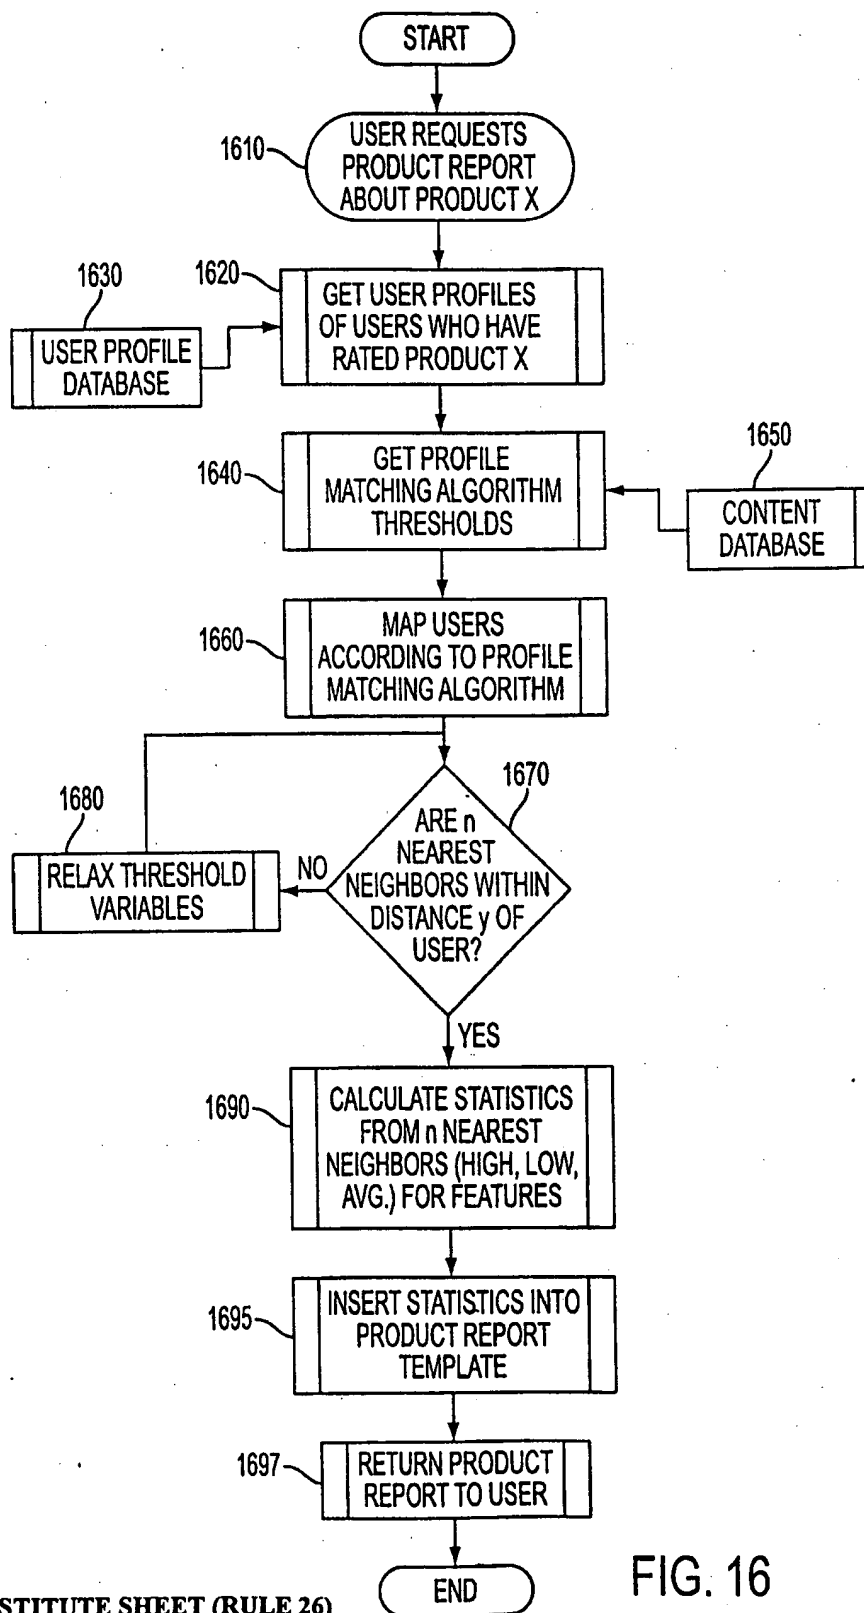 START
1610
USER REQUESTS
PRODUCT REPORT
ABOUT PRODUCT X
1630
1620
USER PROFILE
DATABASE
GET USER PROFILES
OF USERS WHO HAVE
RATED PRODUCT X
1640
GET PROFILE
MATCHING ALGORITHM
THRESHOLDS
1650
CONTENT
DATABASE
1660
MAP USERS
ACCORDING TO PROFILE
MATCHING ALGORITHM
1670
ARE n
NEAREST
NEIGHBORS WITHIN
DISTANCE y OF
USER?
1680
NO
RELAX THRESHOLD
VARIABLES
YES
1690
CALCULATE STATISTICS
FROM n NEAREST
NEIGHBORS (HIGH, LOW,
AVG.) FOR FEATURES
1695
INSERT STATISTICS INTO
PRODUCT REPORT
TEMPLATE
1697
RETURN PRODUCT
REPORT TO USER
END
FIG. 16
STITUTE SHEET (RULE 26)